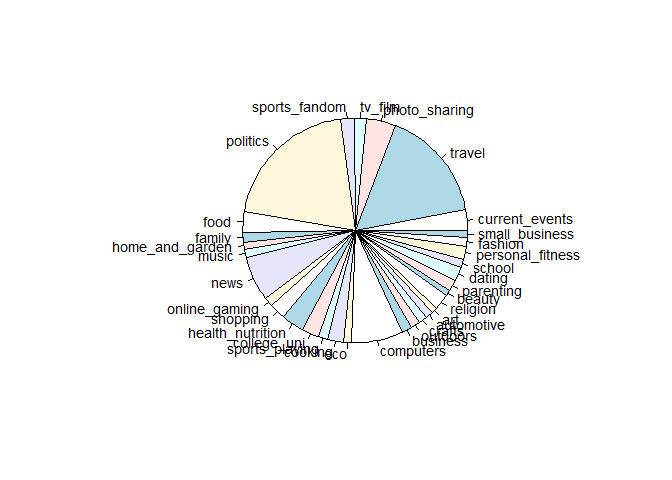 sports_fandom
tv_film
photo_sharing
politics
travel
food
current_events
family
small_business
home_and_garden
fashion
music
personal_fitness
school
news
dating
parenting
beauty
online_gaming
religion
shopping
art
automotive
health_nutrition
crafts
college_uni
outdoors
sports_playing
business
cooking
eco
computers